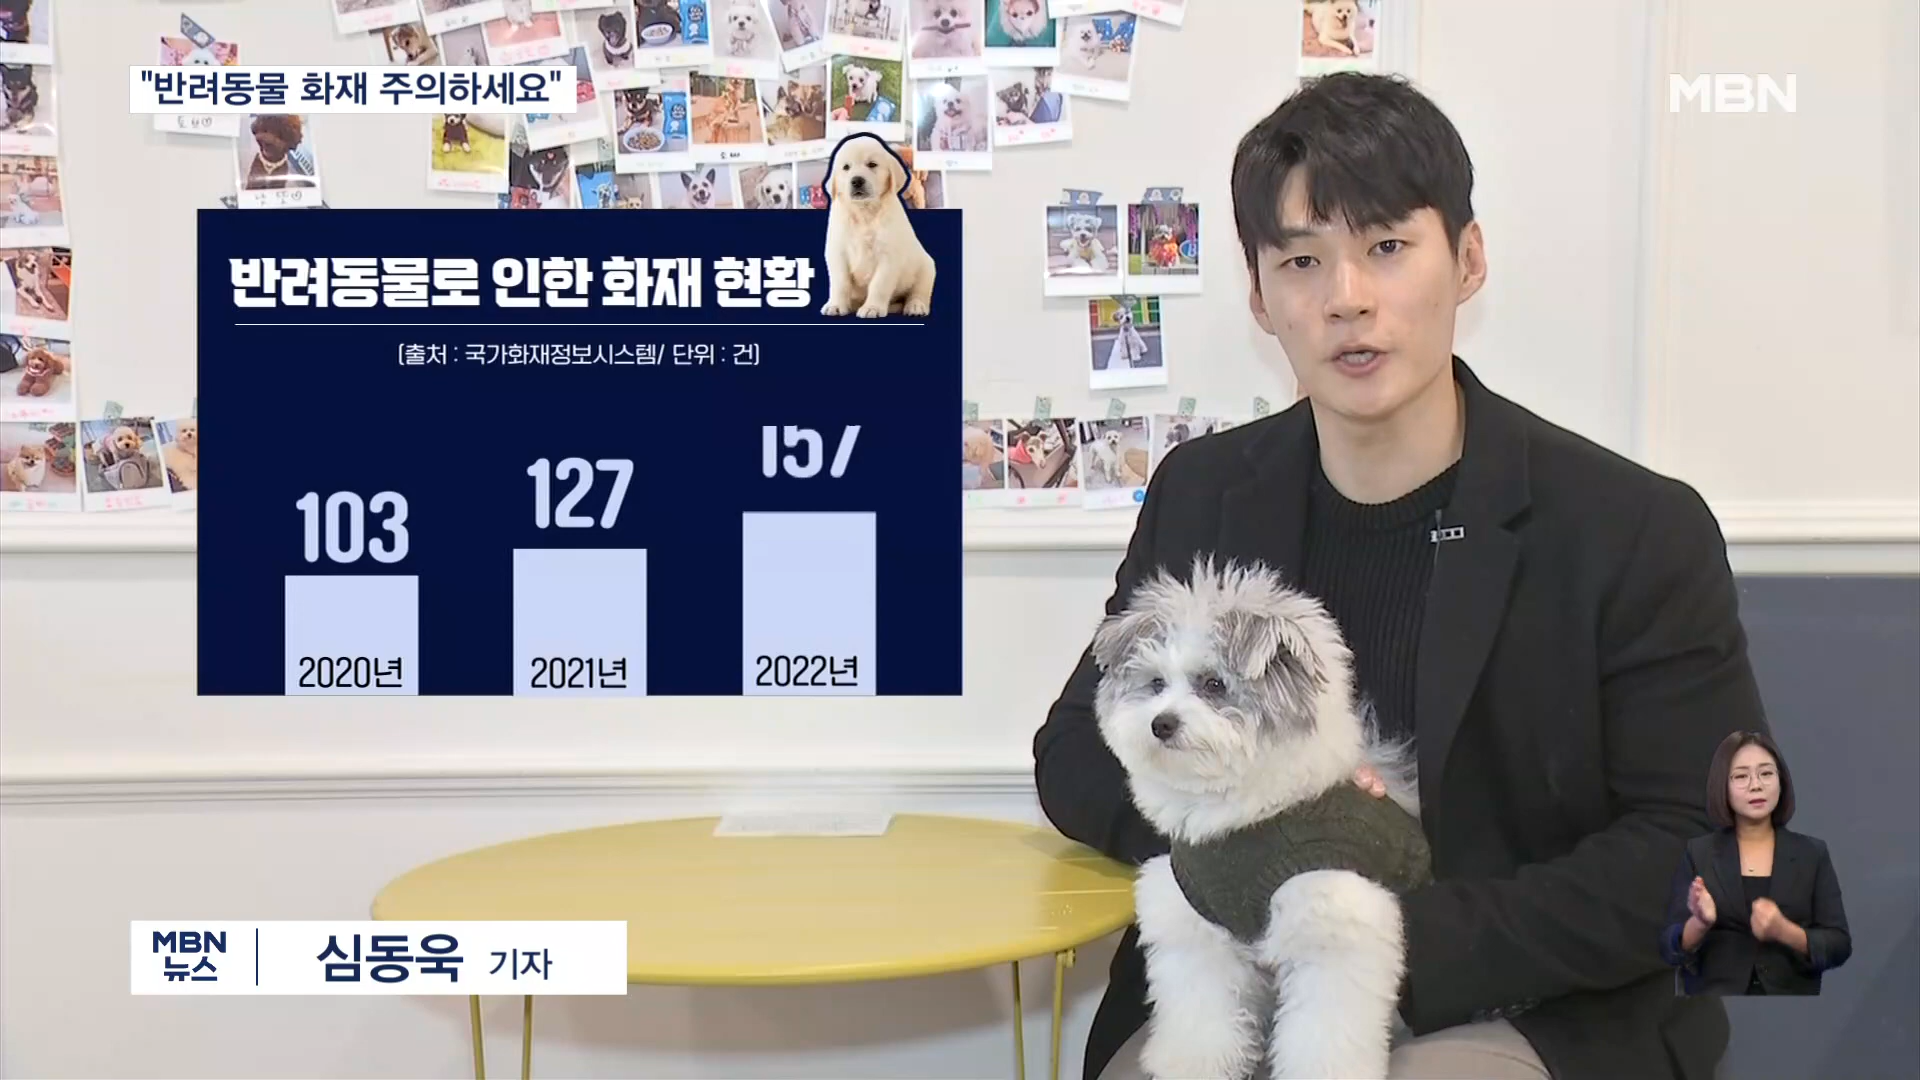 "반려동물 화재 주의하세요"
MBN
반려동물로 인한 화재 현황
(출처 : 국가화재정보시스템/ 단위 : 건)
103
127
157
2020년
2021년
2022년
MBN
뉴스
심동욱 기자